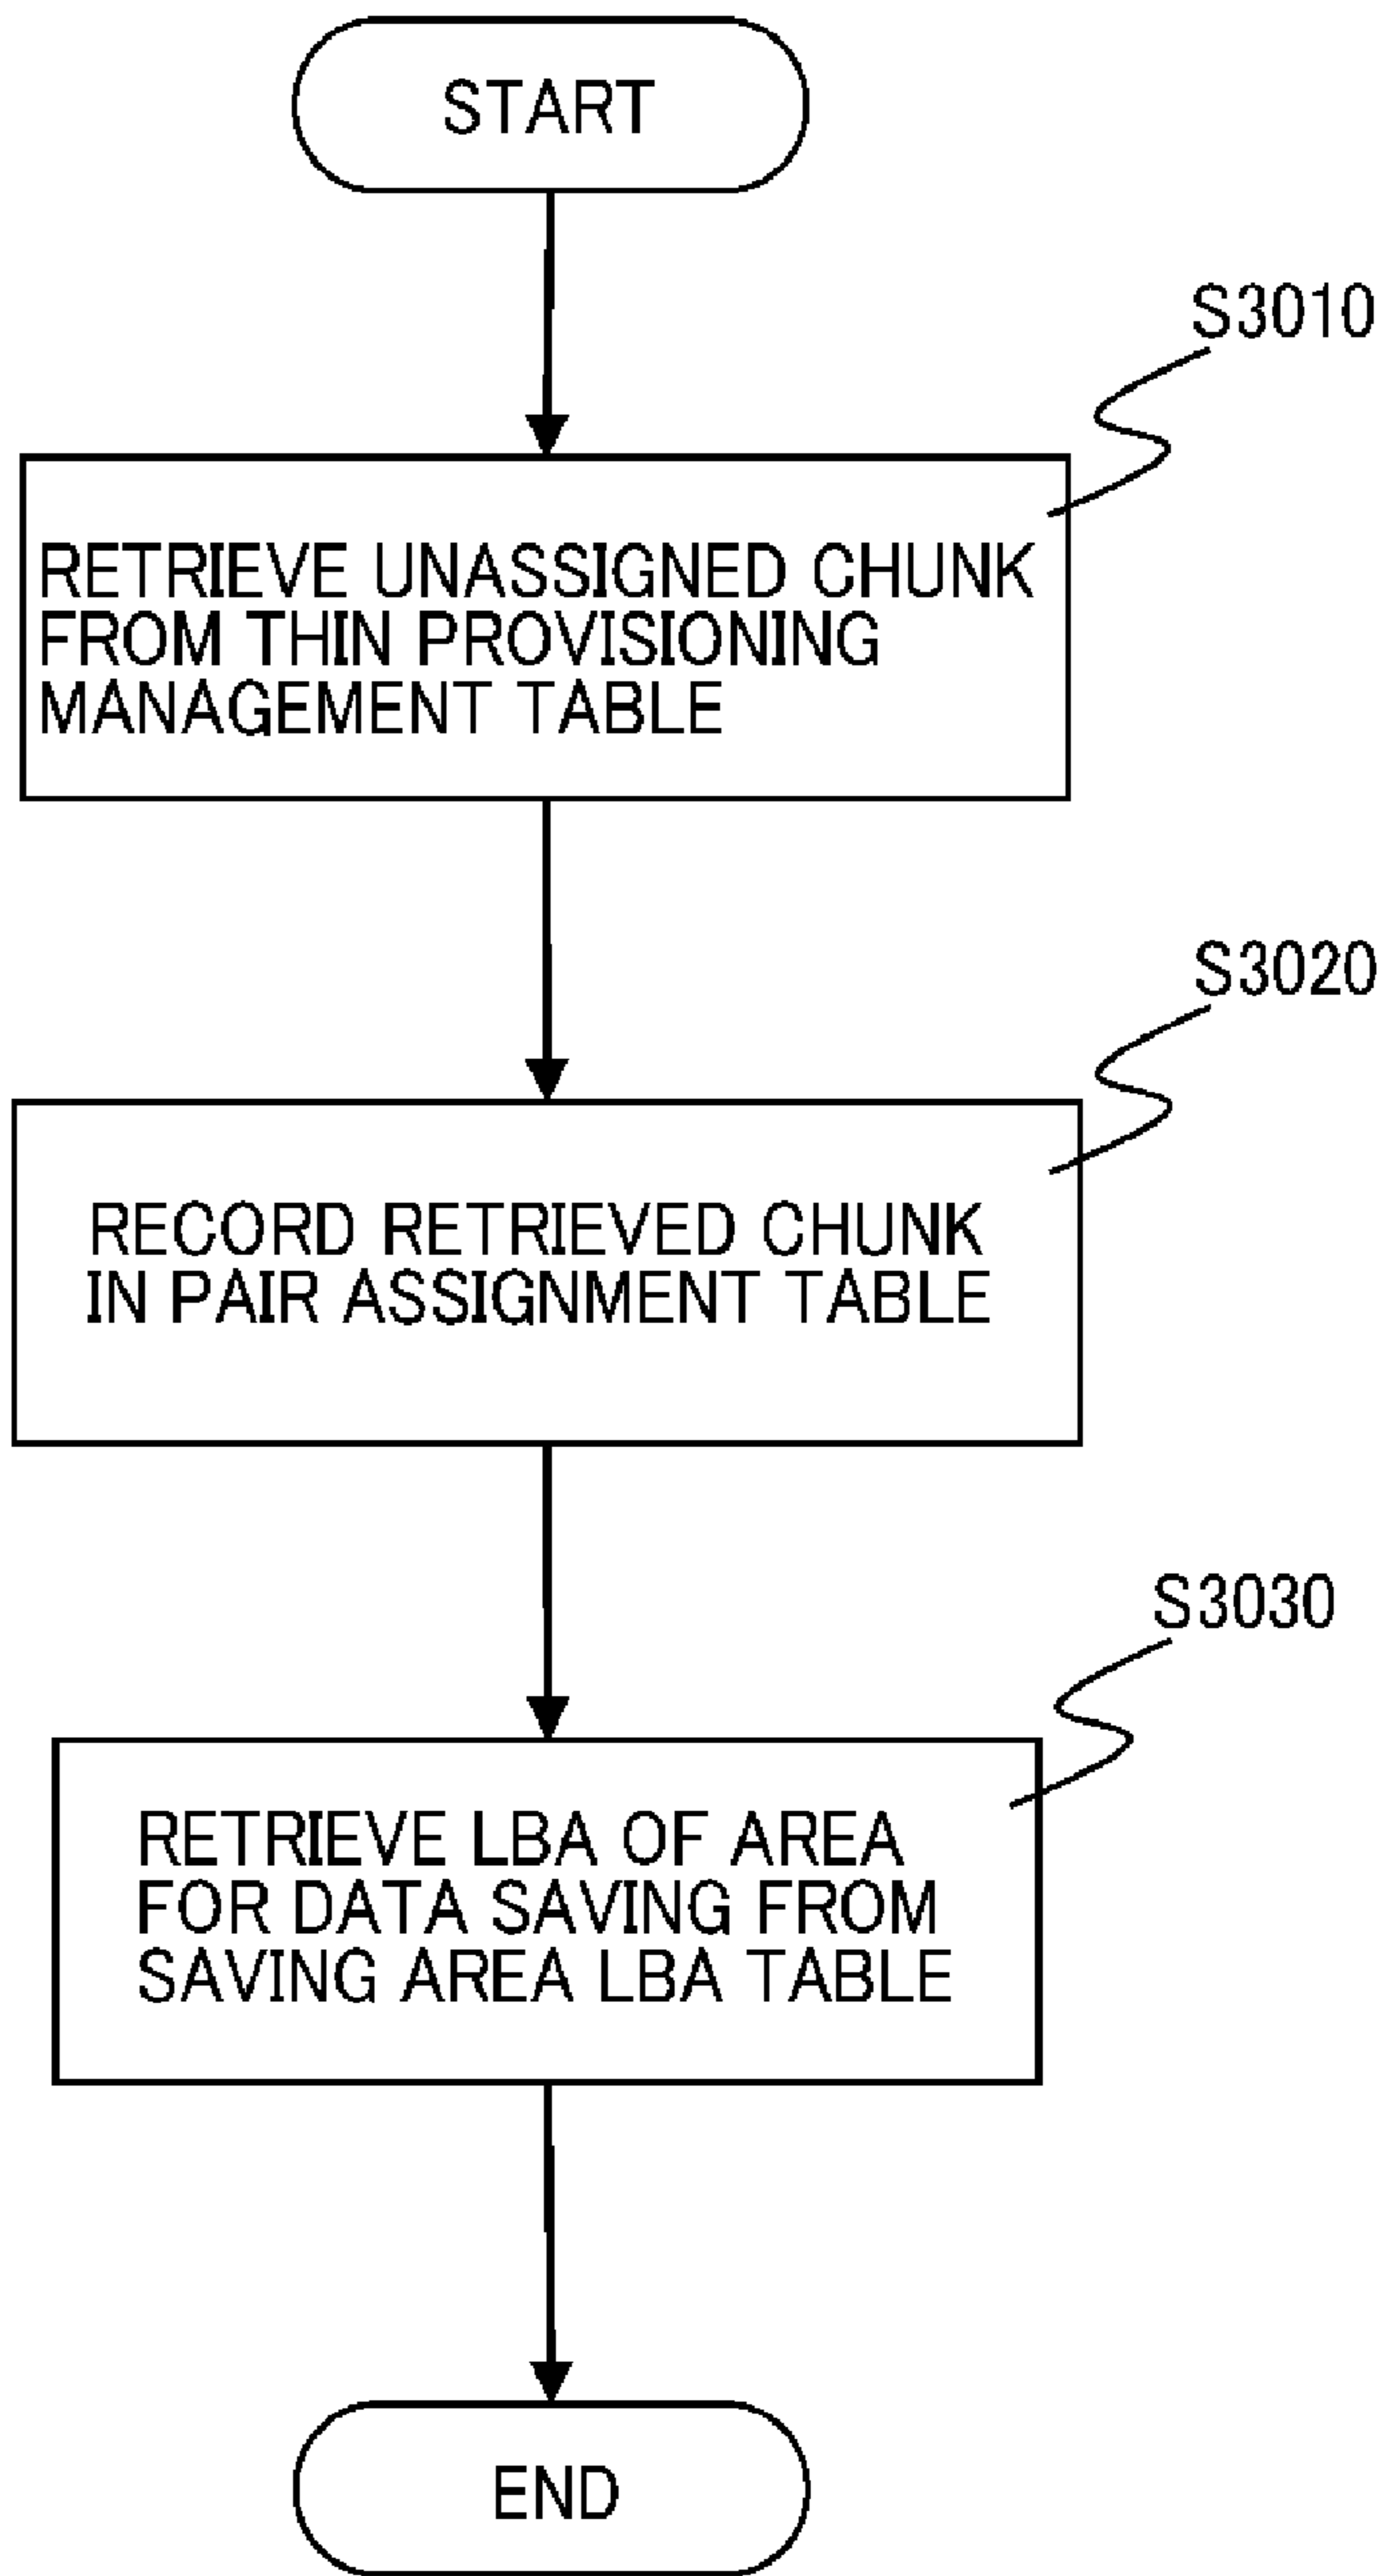 START
S3010
RETRIEVE UNASSIGNED CHUNK
FROM THIN PROVISIONING
MANAGEMENT TABLE
S3020
RECORD RETRIEVED CHUNK
IN PAIR ASSIGNMENT TABLE
S3030
RETRIEVE LBA OF AREA
FOR DATA SAVING FROM
SAVING AREA LBA TABLE
END